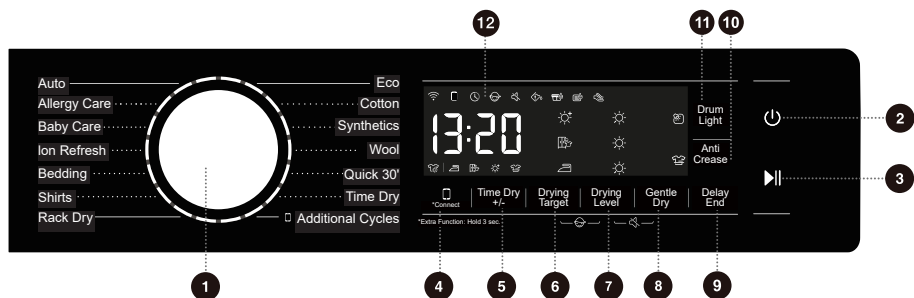 12
11
10
Auto
Allergy Care
Baby Care
Ion Refresh
Bedding
Shirts
Rack Dry
Eco
Cotton
Synthetics
Wool
Quick 30'
Time Dry
Additional Cycles
13:20
Drum
Light
Anti
Crease
*Connect
Time Dry
+/-
Drying
Target
Drying
Level
Gentle
Dry
Delay
End
*Extra Function: Hold 3 sec.
2
3
1
4
5
6
7
8
9